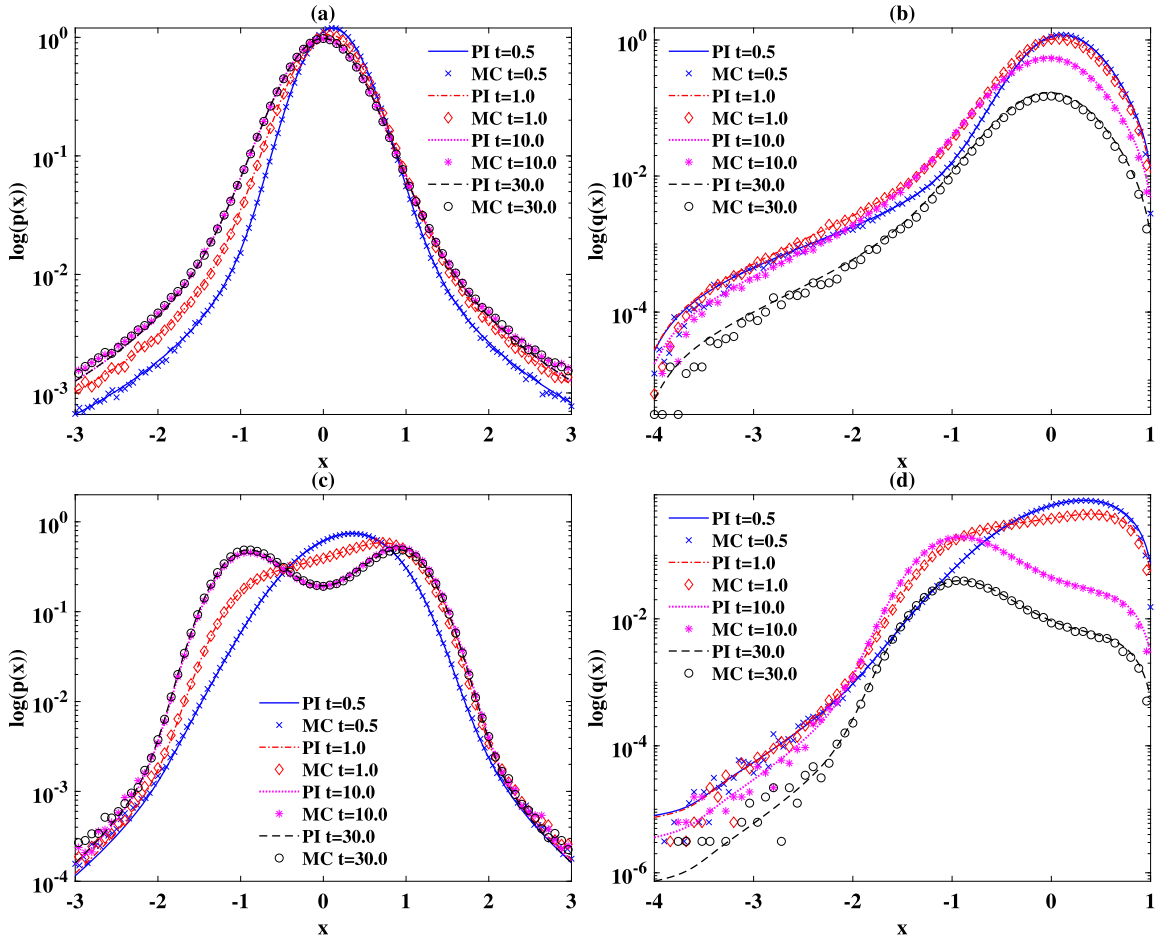 (a)
log(p(x))
10^0
10^-1
10^-2
10^-3
PI t=0.5
MC t=0.5
PI t=1.0
MC t=1.0
PI t=10.0
MC t=10.0
PI t=30.0
MC t=30.0
-3 -2 -1 0 1 2 3
x
(b)
log(q(x))
10^0
10^-2
10^-4
PI t=0.5
MC t=0.5
PI t=1.0
MC t=1.0
PI t=10.0
MC t=10.0
PI t=30.0
MC t=30.0
-4 -3 -2 -1 0 1
x
(c)
log(p(x))
10^0
10^-1
10^-2
10^-3
10^-4
PI t=0.5
MC t=0.5
PI t=1.0
MC t=1.0
PI t=10.0
MC t=10.0
PI t=30.0
MC t=30.0
-3 -2 -1 0 1 2 3
x
(d)
log(q(x))
10^-2
10^-4
10^-6
PI t=0.5
MC t=0.5
PI t=1.0
MC t=1.0
PI t=10.0
MC t=10.0
PI t=30.0
MC t=30.0
-4 -3 -2 -1 0 1
x